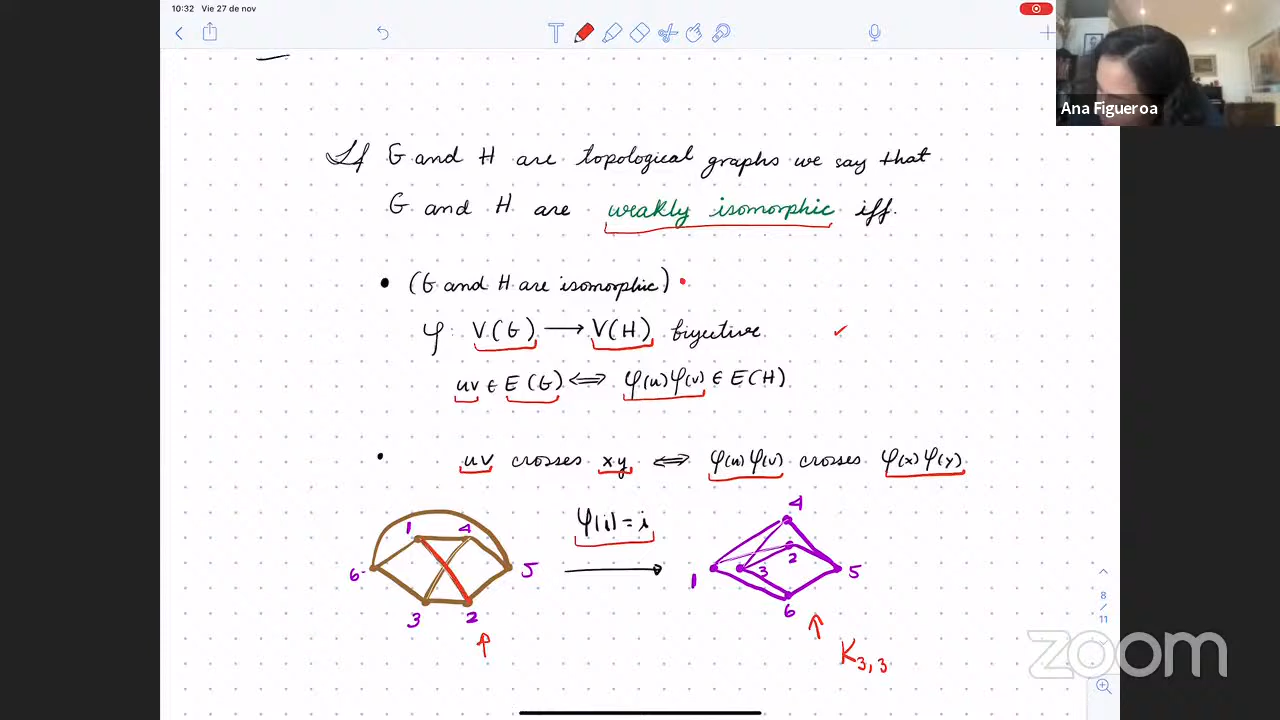 10:32 Vie 27 de nov
Ana Figueroa
If G and H are topological graphs we say that
G and H are weakly isomorphic iff.
• (G and H are isomorphic) •
φ: V(G) → V(H) bijective ✓
uv ∈ E(G) ⟺ φ(u)φ(v) ∈ E(H)
• uv crosses xy ⟺ φ(u)φ(v) crosses φ(x)φ(y)
φ(i) = i
1 4
6 5
3 2
4
2
1 3 5
6
K3,3
8
/
11
zoom